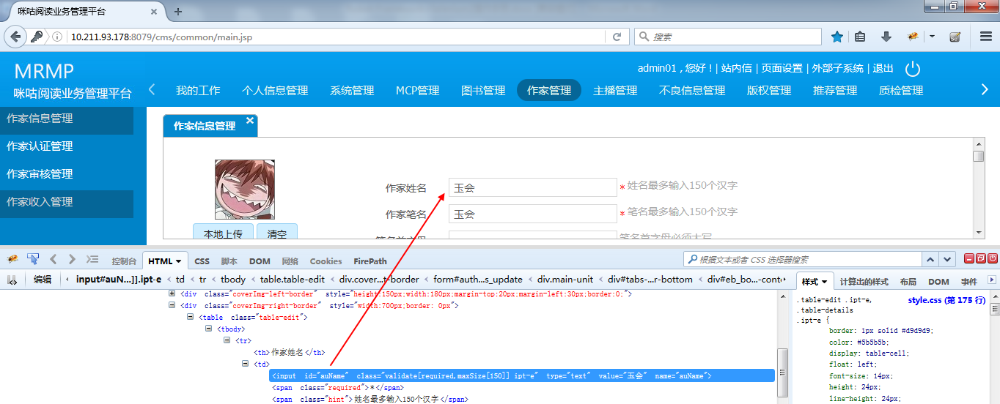 咪咕阅读业务管理平台
10.211.93.178:8079/cms/common/main.jsp
搜索
MRMP
咪咕阅读业务管理平台
admin01 , 您好 ! | 站内信 | 页面设置 | 外部子系统 | 退出
我的工作 个人信息管理 系统管理 MCP管理 图书管理 作家管理 主播管理 不良信息管理 版权管理 推荐管理 质检管理
作家信息管理
作家认证管理
作家审核管理
作家收入管理
作家信息管理
作家姓名 玉会 * 姓名最多输入150个汉字
作家笔名 玉会 * 笔名最多输入150个汉字
笔名首字母 笔名首字母必须大写
本地上传 清空
控制台 HTML CSS 脚本 DOM 网络 Cookies FirePath
根据文本或者 CSS 选择器搜索
编辑 input#auN...]].ipt-e < td < tr < tbody < table.table-edit < div.cover...t-border < form#auth...s_update < div.main-unit < div#tabs-...r-bottom < div#eb_bo...-conte
样式 计算出的样式 布局 DOM 事件
<div class="coverImg-left-border" style="height:150px;width:180px;margin-top:20px;margin-left:30px;border:0;">
<div class="coverImg-right-border" style="width:700px;border: 0px">
<table class="table-edit">
<tbody>
<tr>
<th>作家姓名</th>
<td>
<input id="auName" class="validate[required,maxSize[150]] ipt-e" type="text" value="玉会" name="auName">
<span class="required">*</span>
<span class="hint">姓名最多输入150个汉字</span>
.table-edit .ipt-e, style.css (第 175 行)
.table-details
.ipt-e {
border: 1px solid #d9d9d9;
color: #5b5b5b;
display: table-cell;
float: left;
font-size: 14px;
height: 24px;
line-height: 24px;